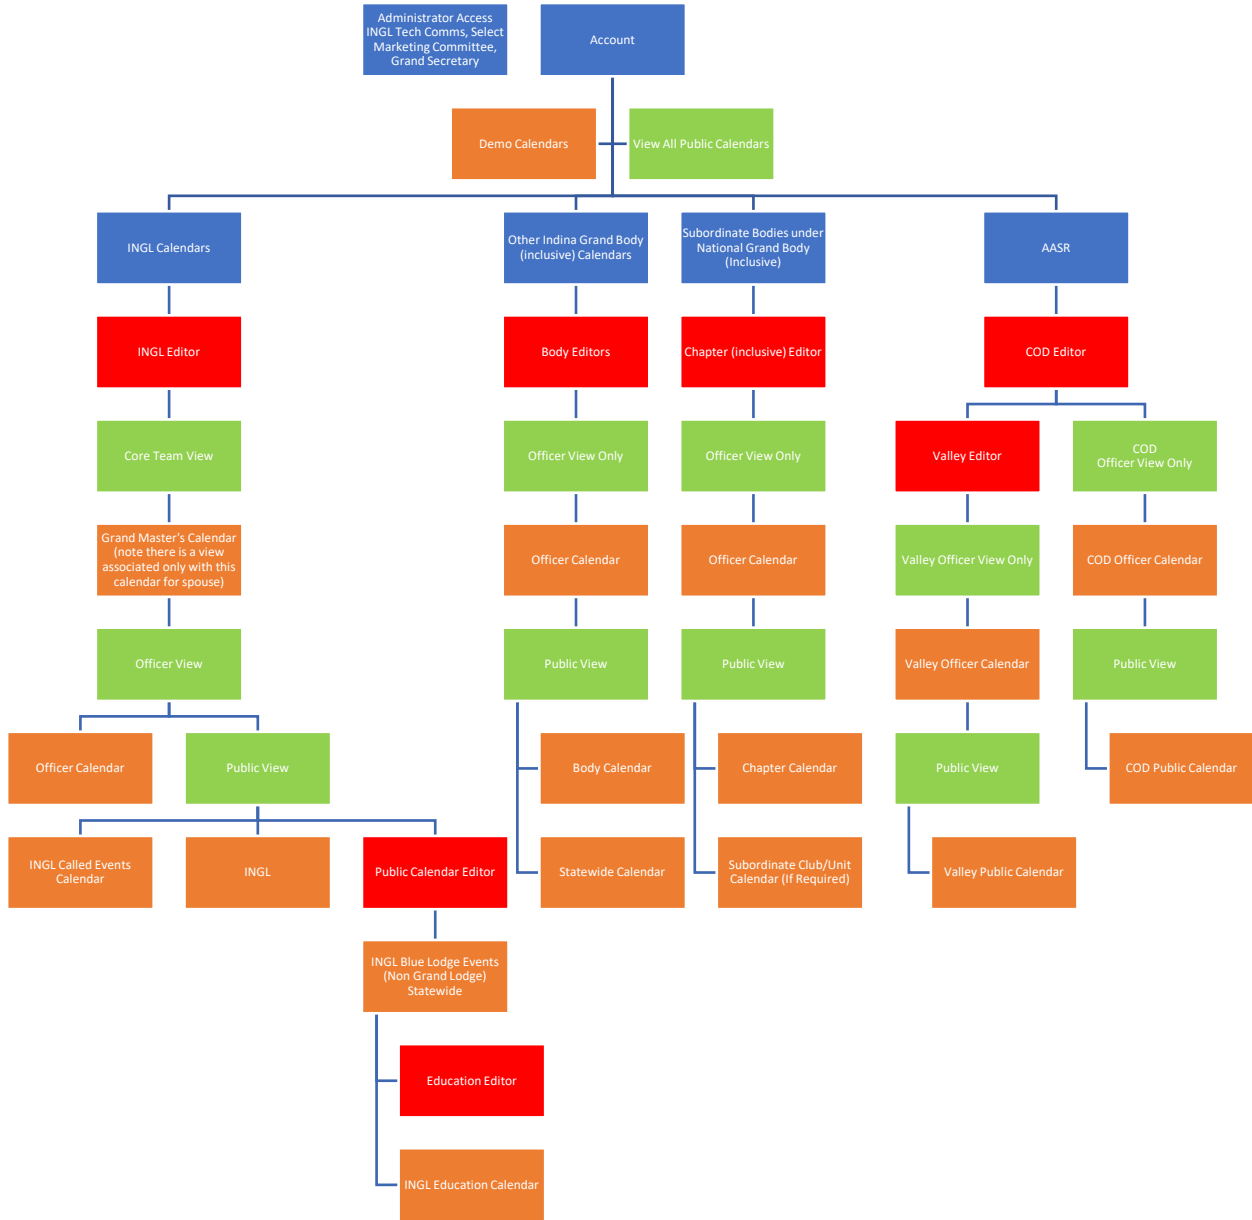 Administrator Access
INGL Tech Comms, Select
Marketing Committee,
Grand Secretary
Account
Demo Calendars
View All Public Calendars
INGL Calendars
Other Indina Grand Body
(inclusive) Calendars
Subordinate Bodies under
National Grand Body
(Inclusive)
AASR
INGL Editor
Body Editors
Chapter (inclusive) Editor
COD Editor
Core Team View
Officer View Only
Officer View Only
Valley Editor
COD
Officer View Only
Grand Master's Calendar
(note there is a view
associated only with this
calendar for spouse)
Officer Calendar
Officer Calendar
Valley Officer View Only
COD Officer Calendar
Officer View
Public View
Public View
Valley Officer Calendar
Public View
Officer Calendar
Public View
Body Calendar
Chapter Calendar
Public View
COD Public Calendar
INGL Called Events
Calendar
INGL
Public Calendar Editor
Statewide Calendar
Subordinate Club/Unit
Calendar (If Required)
Valley Public Calendar
INGL Blue Lodge Events
(Non Grand Lodge)
Statewide
Education Editor
INGL Education Calendar